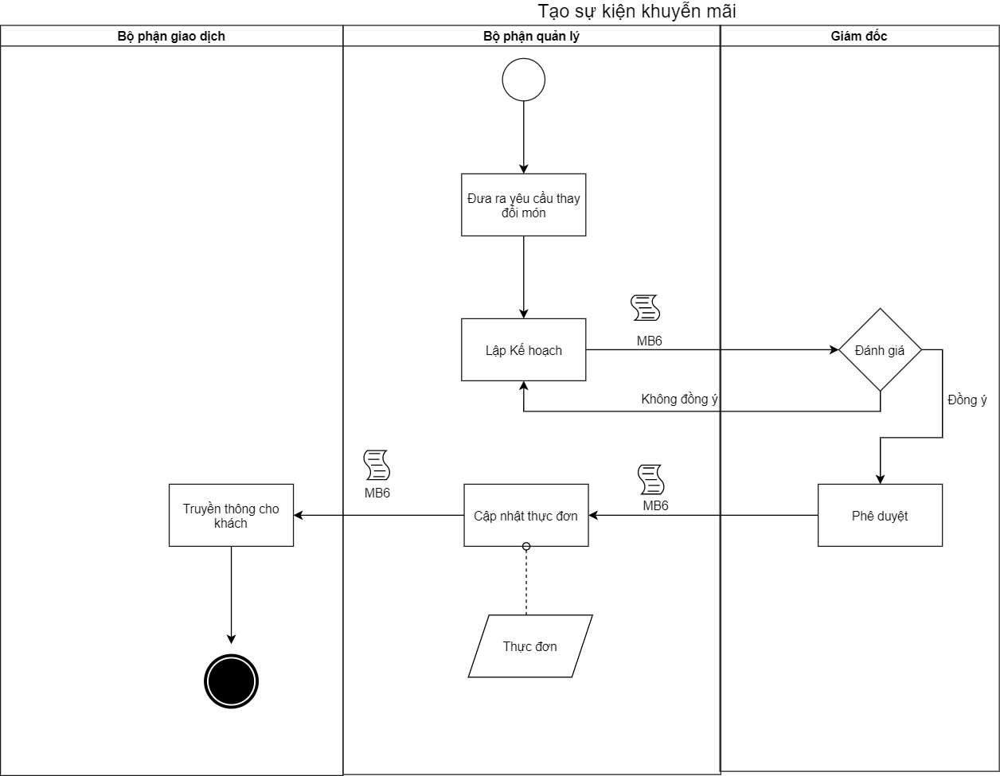 Tạo sự kiện khuyễn mãi
Bộ phận giao dịch
Bộ phận quản lý
Giám đốc
Đưa ra yêu cầu thay
đổi món
Lập Kế hoạch
MB6
Đánh giá
Không đồng ý
Đồng ý
Phê duyệt
MB6
Cập nhật thực đơn
MB6
Truyền thông cho
khách
Thực đơn